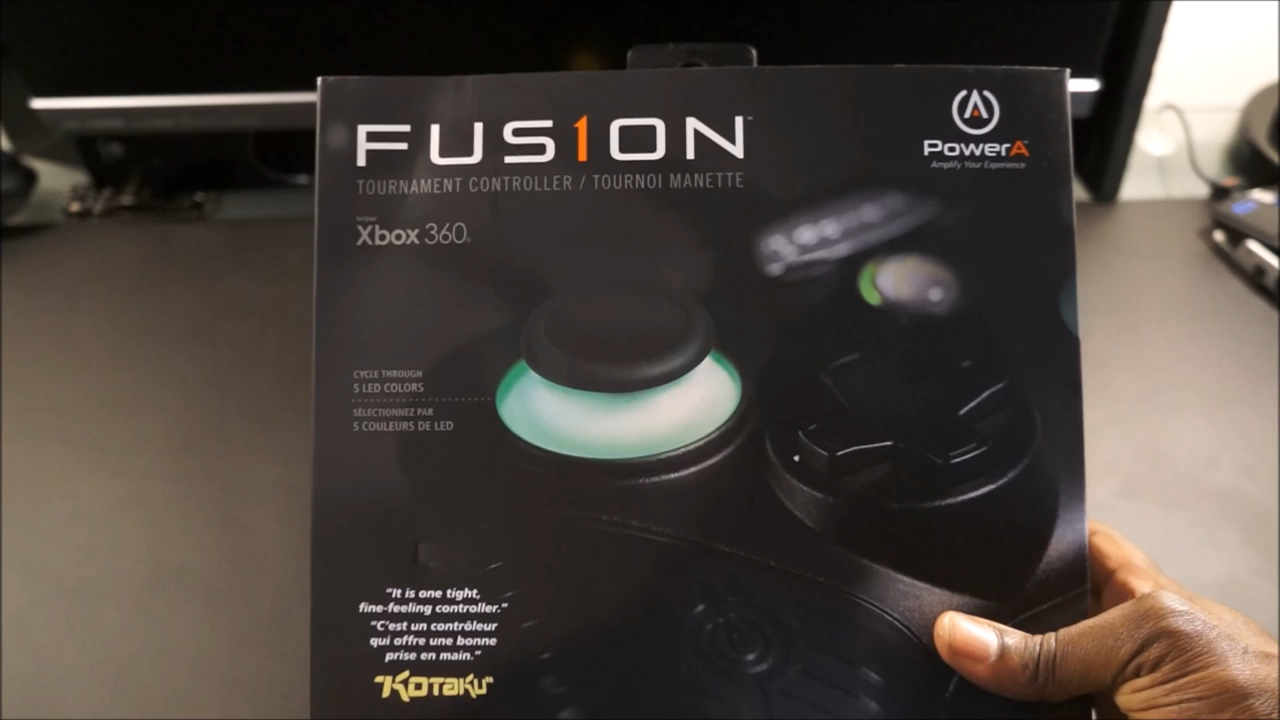 FUS1ON™
PowerA
Amplify Your Experience
TOURNAMENT CONTROLLER / TOURNOI MANETTE
Xbox 360
CYCLE THROUGH
5 LED COLORS
SÉLECTIONNEZ PAR
5 COULEURS DE LED
"It is one tight,
fine-feeling controller."
"C'est un contrôleur
qui offre une bonne
prise en main."
"KOTAKU"